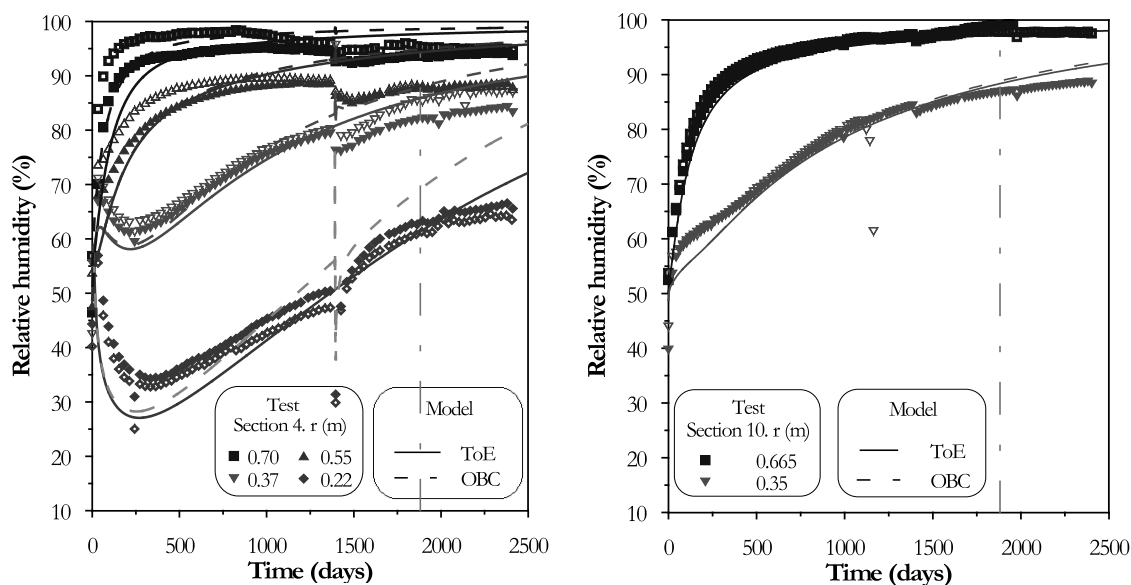 100
90
80
70
60
50
40
30
20
10
Relative humidity (%)
0 500 1000 1500 2000 2500
Time (days)
Test
Section 4. r (m)
0.70 0.55
0.37 0.22
Model
ToE
OBC
100
90
80
70
60
50
40
30
20
10
Relative humidity (%)
0 500 1000 1500 2000 2500
Time (days)
Test
Section 10. r (m)
0.665
0.35
Model
ToE
OBC